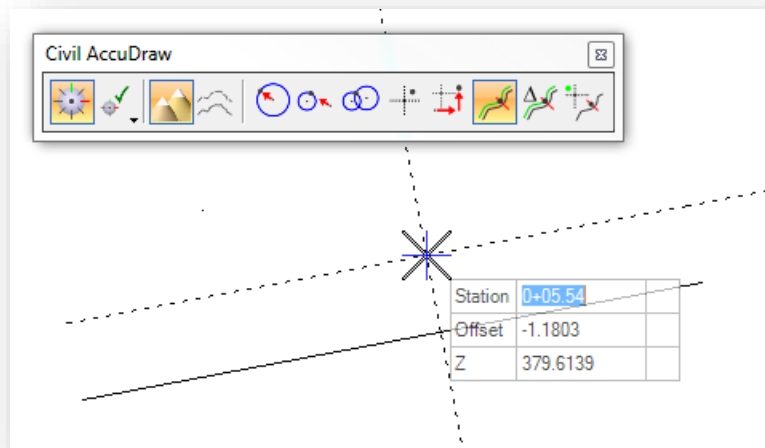 Civil AccuDraw
Station 0+05.54
Offset -1.1803
Z 379.6139